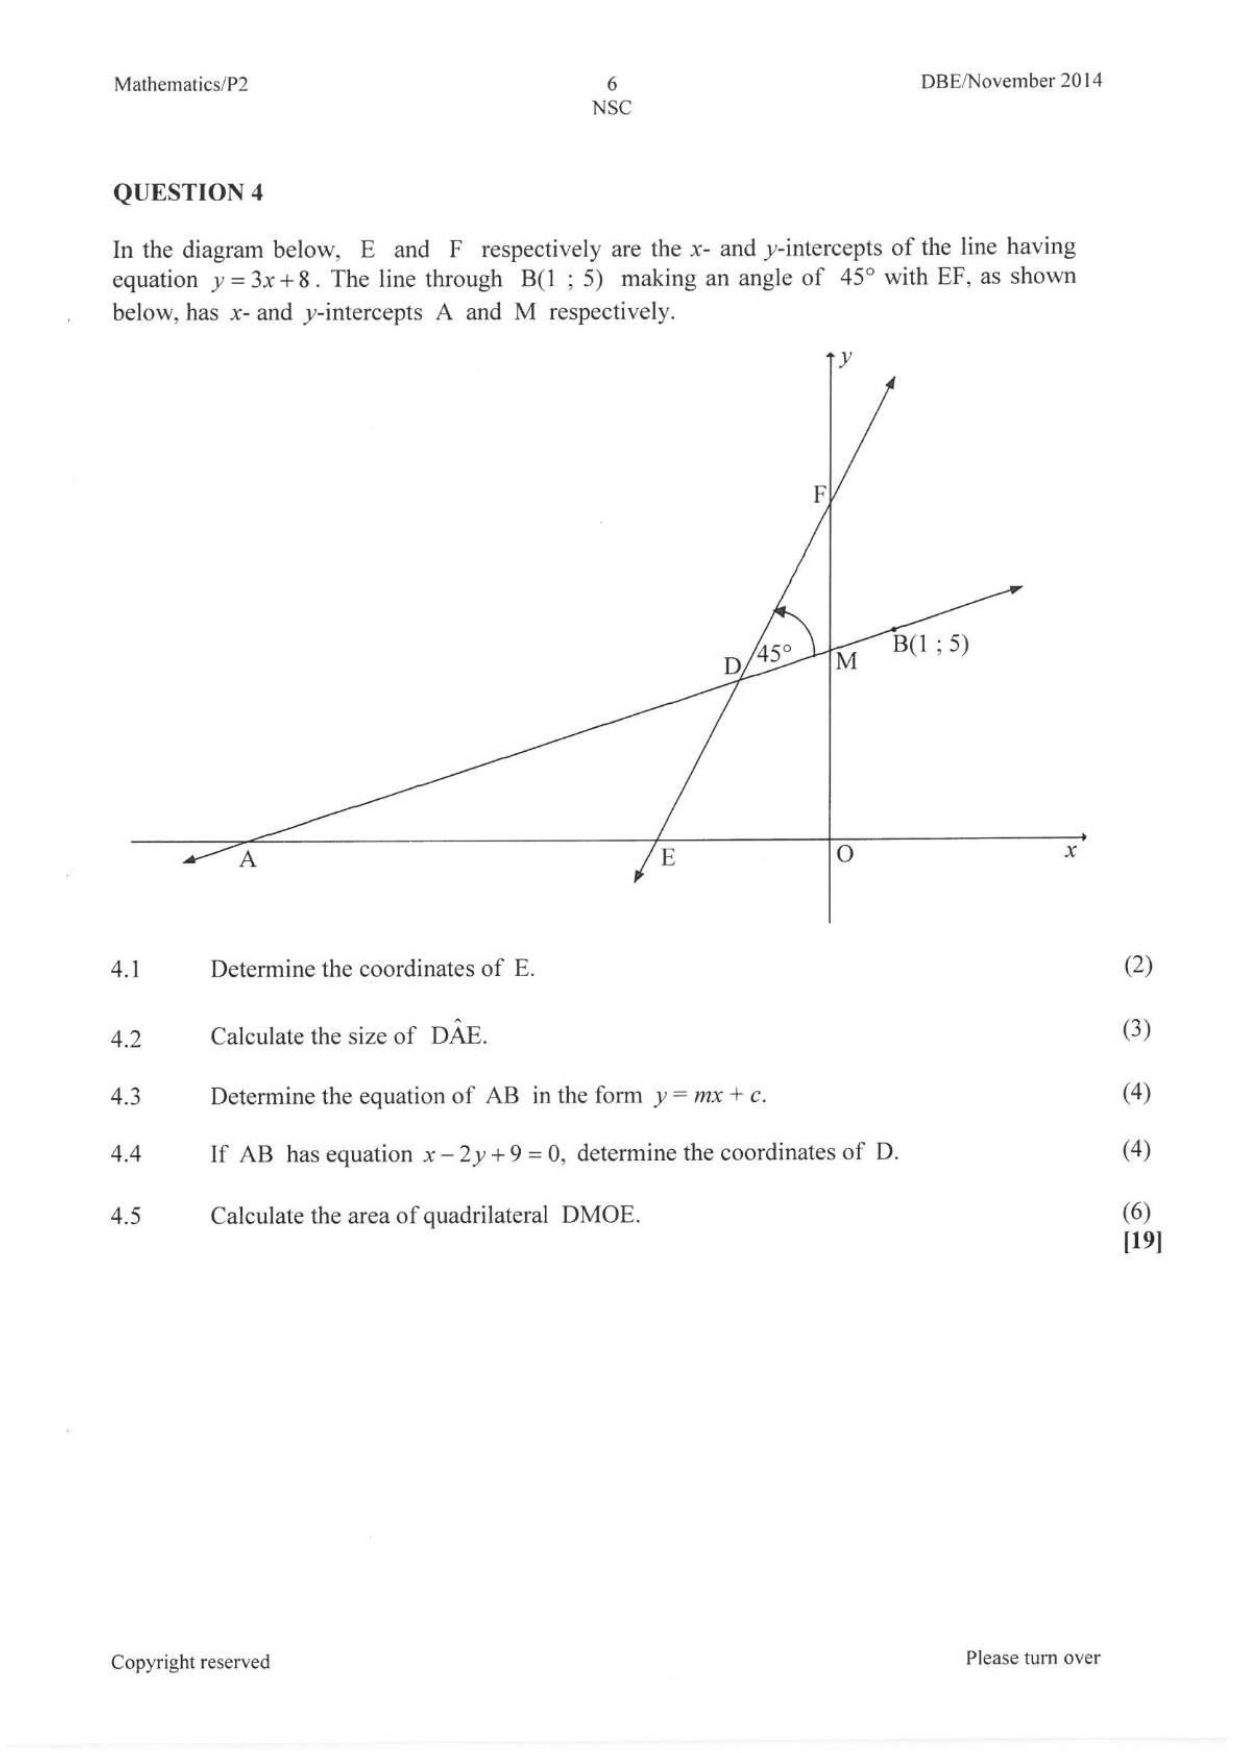 Mathematics/P2
6
DBE/November 2014
NSC
QUESTION 4
In the diagram below, E and F respectively are the x- and y-intercepts of the line having
equation y = 3x + 8. The line through B(1 ; 5) making an angle of 45° with EF, as shown
below, has x- and y-intercepts A and M respectively.
y
F
B(1 ; 5)
45°
D
M
A
E
O
x
4.1 Determine the coordinates of E. (2)
4.2 Calculate the size of DÂE. (3)
4.3 Determine the equation of AB in the form y = mx + c. (4)
4.4 If AB has equation x − 2y + 9 = 0, determine the coordinates of D. (4)
4.5 Calculate the area of quadrilateral DMOE. (6)
[19]
Copyright reserved
Please turn over